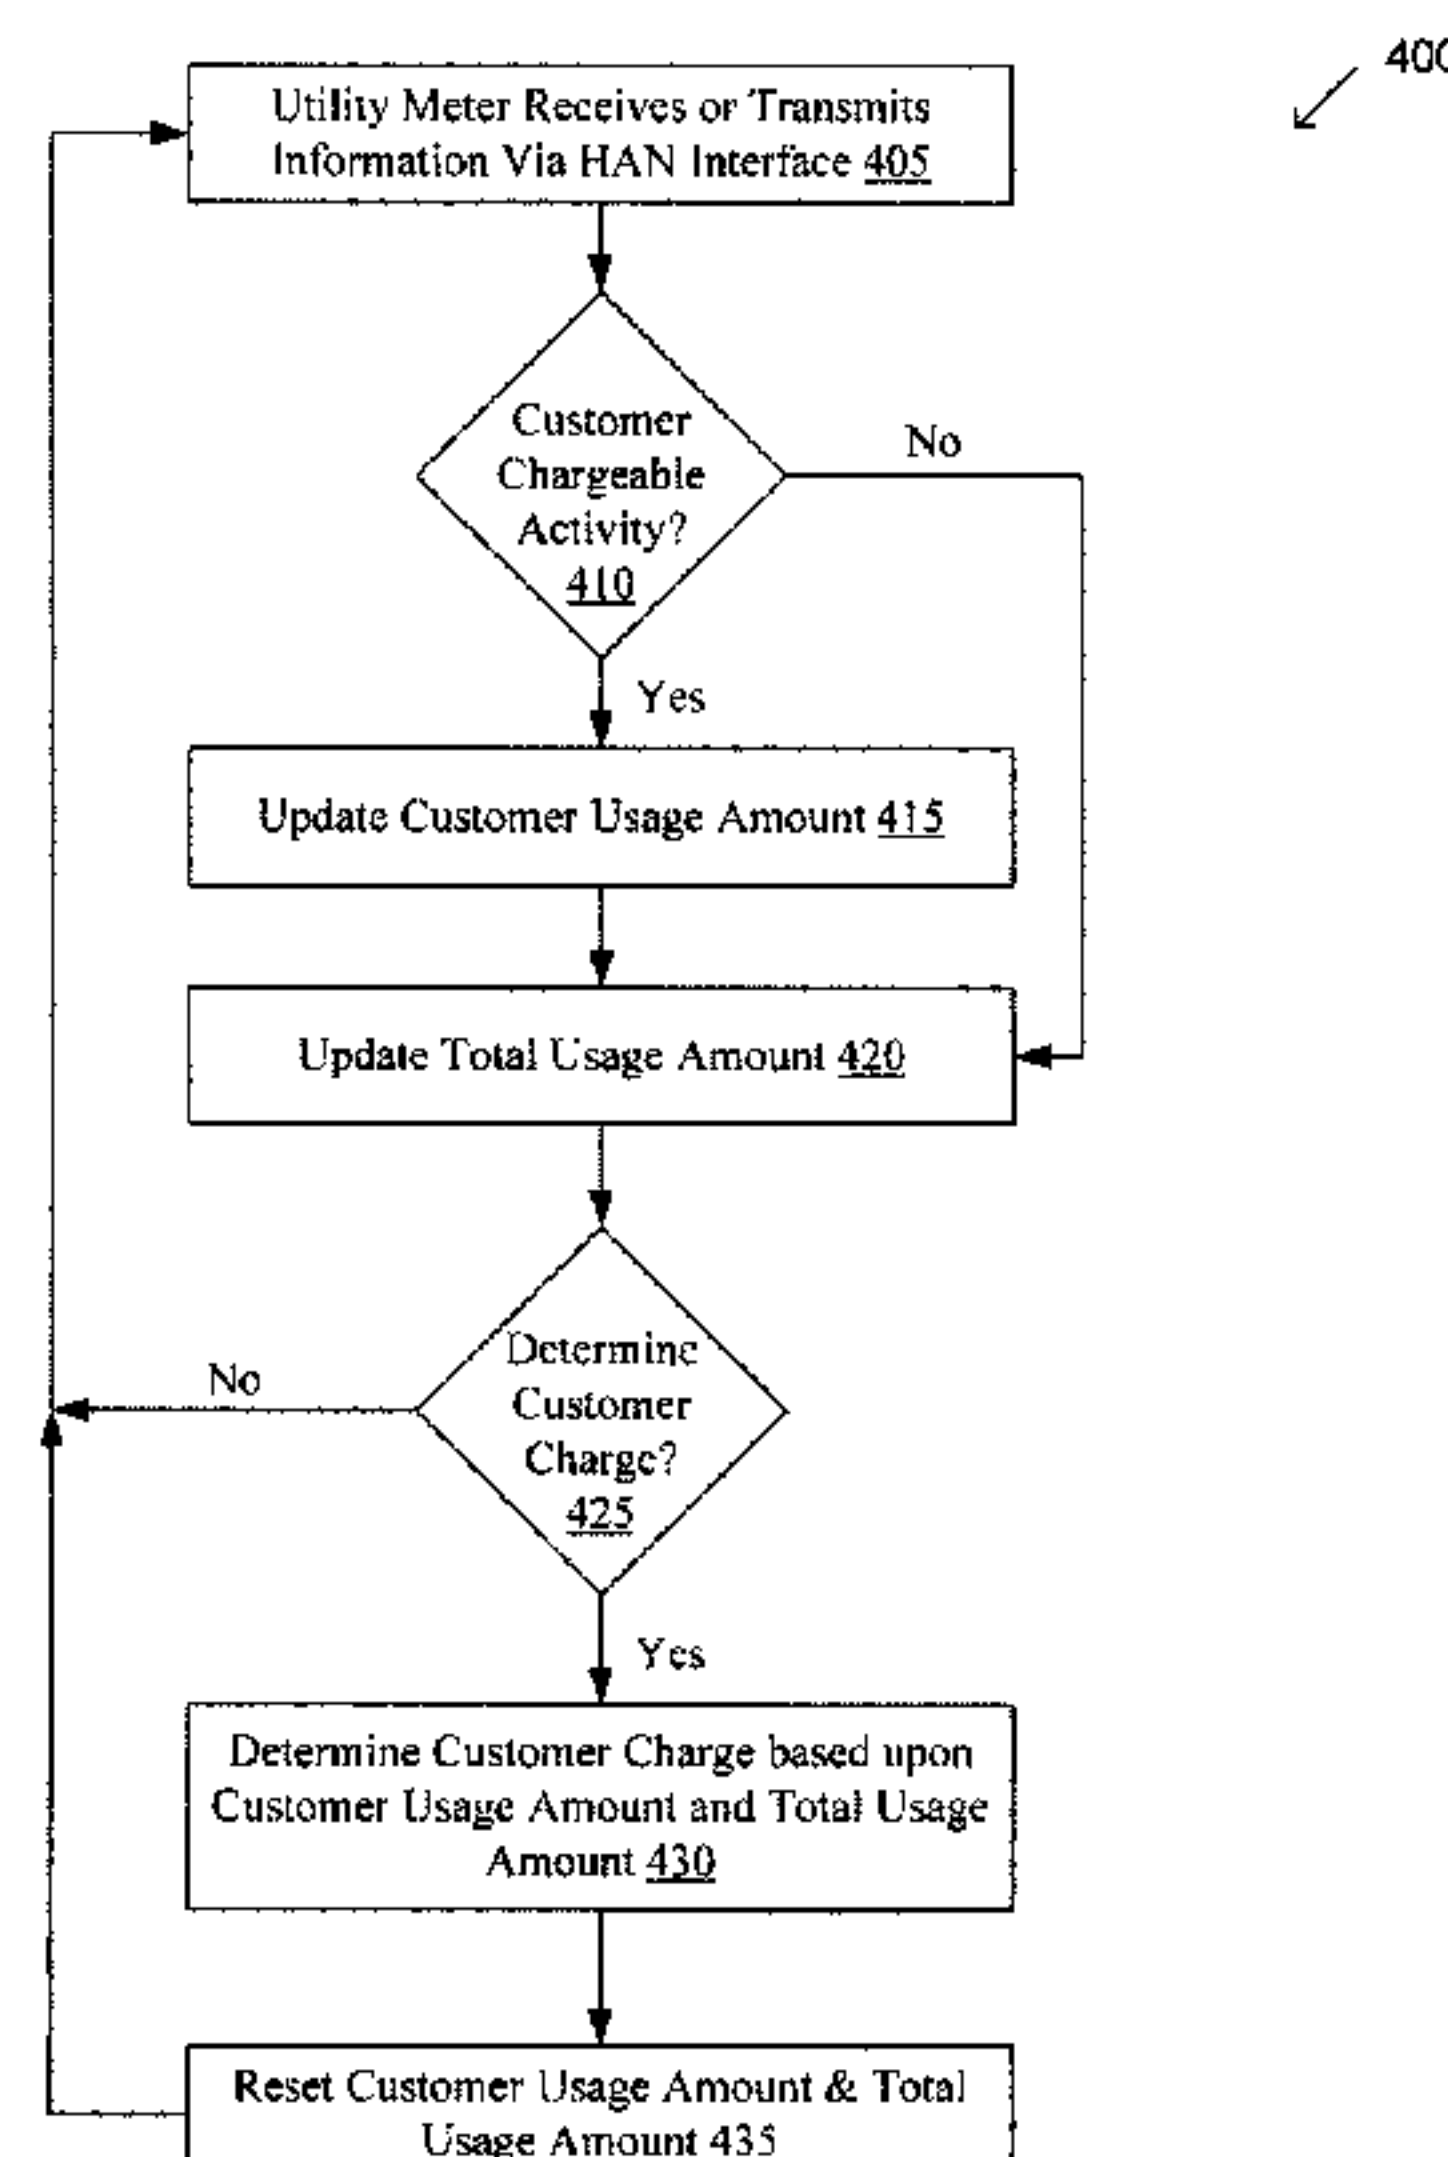 400
Utility Meter Receives or Transmits
Information Via HAN Interface 405
Customer
Chargeable
Activity?
410
No
Yes
Update Customer Usage Amount 415
Update Total Usage Amount 420
Determine
Customer
Charge?
425
No
Yes
Determine Customer Charge based upon
Customer Usage Amount and Total Usage
Amount 430
Reset Customer Usage Amount & Total
Usage Amount 435